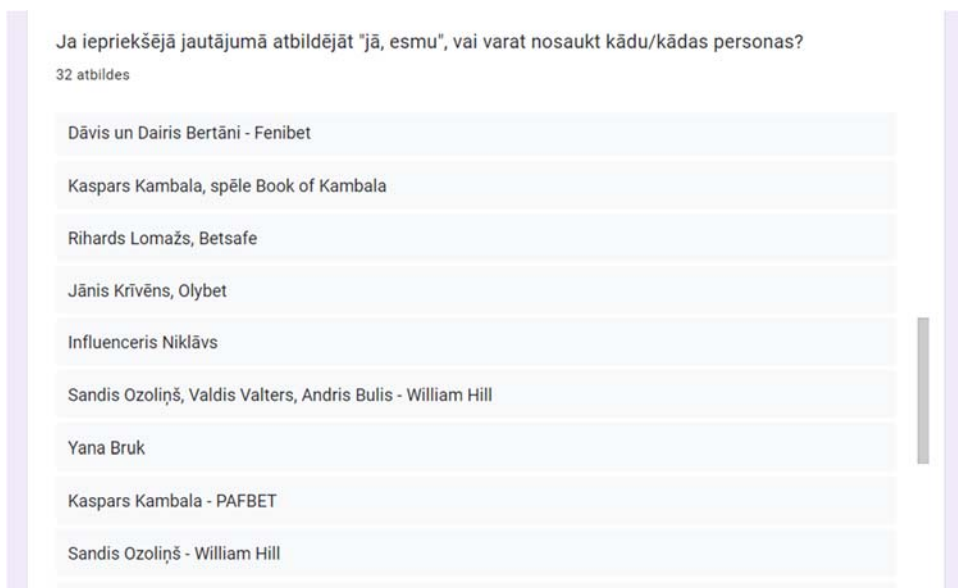 Ja iepriekšējā jautājumā atbildējāt "jā, esmu", vai varat nosaukt kādu/kādas personas?
32 atbildes
Dāvis un Dairis Bertāni - Fenibet
Kaspars Kambala, spēle Book of Kambala
Rihards Lomažs, Betsafe
Jānis Krīvēns, Olybet
Influenceris Niklāvs
Sandis Ozoliņš, Valdis Valters, Andris Bulis - William Hill
Yana Bruk
Kaspars Kambala - PAFBET
Sandis Ozoliņš - William Hill